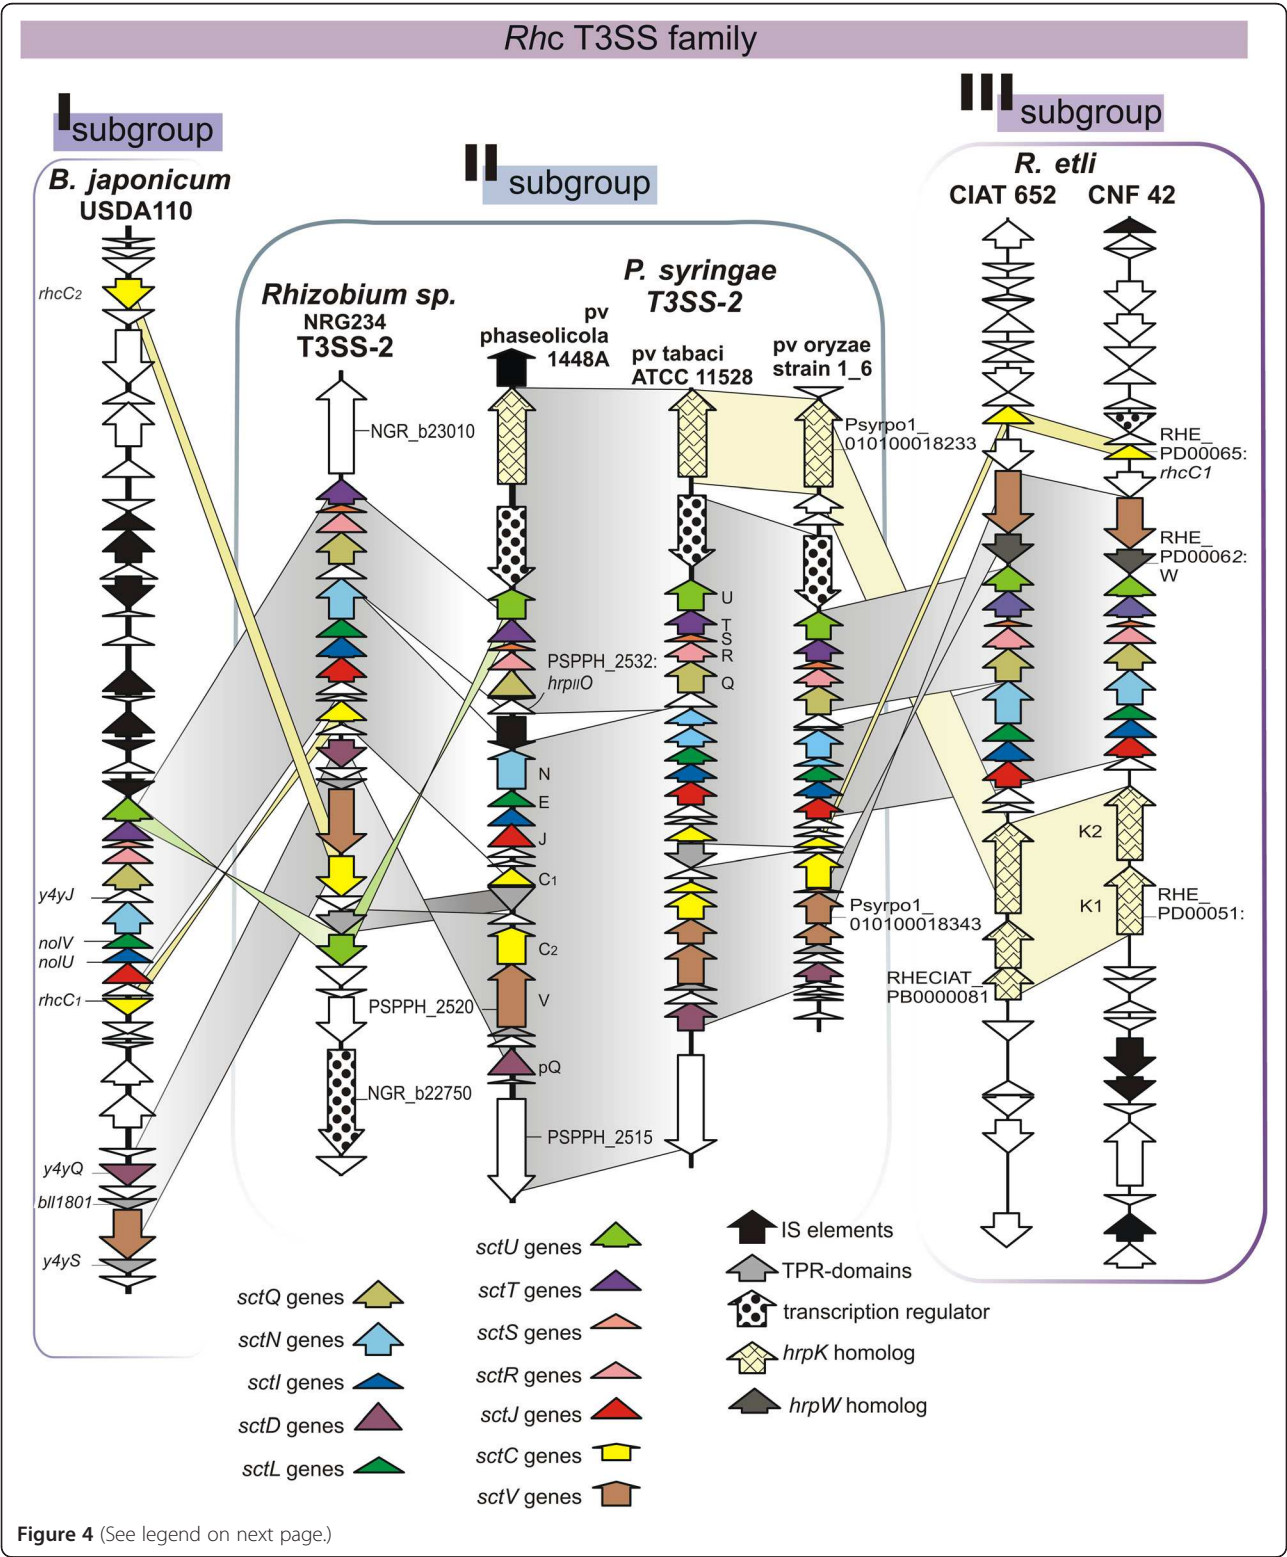 Rhc T3SS family
I
subgroup
B. japonicum
USDA110
rhcC2
y4yJ
nolV
nolU
rhcC1
y4yQ
bll1801
y4yS
II
subgroup
Rhizobium sp.
NRG234
T3SS-2
NGR_b23010
NGR_b22750
P. syringae
T3SS-2
pv
phaseolicola
1448A
PSPPH_2532:
hrpIIO
N
E
J
C1
C2
V
pQ
PSPPH_2520
PSPPH_2515
pv tabaci
ATCC 11528
U
T
S
R
Q
pv oryzae
strain 1_6
Psyrpo1_
010100018233
Psyrpo1_
010100018343
III
subgroup
R. etli
CIAT 652
CNF 42
RHE_
PD00065:
rhcC1
RHE_
PD00062:
W
K2
K1
RHE_
PD00051:
RHECIAT_
PB0000081
sctQ genes
sctN genes
sctI genes
sctD genes
sctL genes
sctU genes
sctT genes
sctS genes
sctR genes
sctJ genes
sctC genes
sctV genes
IS elements
TPR-domains
transcription regulator
hrpK homolog
hrpW homolog
Figure 4 (See legend on next page.)